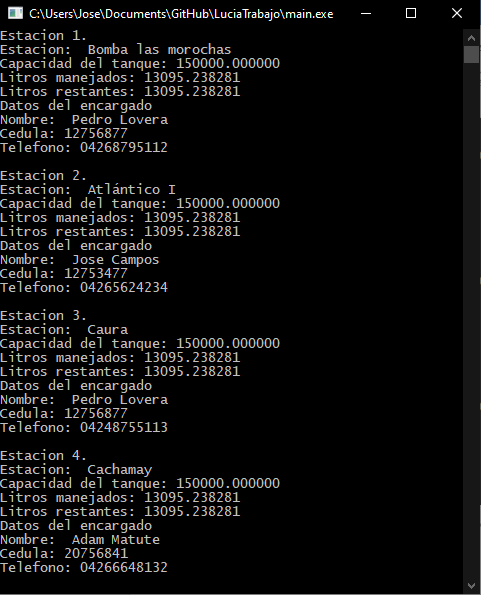 C:\Users\Jose\Documents\GitHub\LuciaTrabajo\main.exe
Estacion 1.
Estacion:  Bomba las morochas
Capacidad del tanque: 150000.000000
Litros manejados: 13095.238281
Litros restantes: 13095.238281
Datos del encargado
Nombre:  Pedro Lovera
Cedula: 12756877
Telefono: 04268795112

Estacion 2.
Estacion:  Atlántico I
Capacidad del tanque: 150000.000000
Litros manejados: 13095.238281
Litros restantes: 13095.238281
Datos del encargado
Nombre:  Jose Campos
Cedula: 12753477
Telefono: 04265624234

Estacion 3.
Estacion:  Caura
Capacidad del tanque: 150000.000000
Litros manejados: 13095.238281
Litros restantes: 13095.238281
Datos del encargado
Nombre:  Pedro Lovera
Cedula: 12756877
Telefono: 04248755113

Estacion 4.
Estacion:  Cachamay
Capacidad del tanque: 150000.000000
Litros manejados: 13095.238281
Litros restantes: 13095.238281
Datos del encargado
Nombre:  Adam Matute
Cedula: 20756841
Telefono: 04266648132